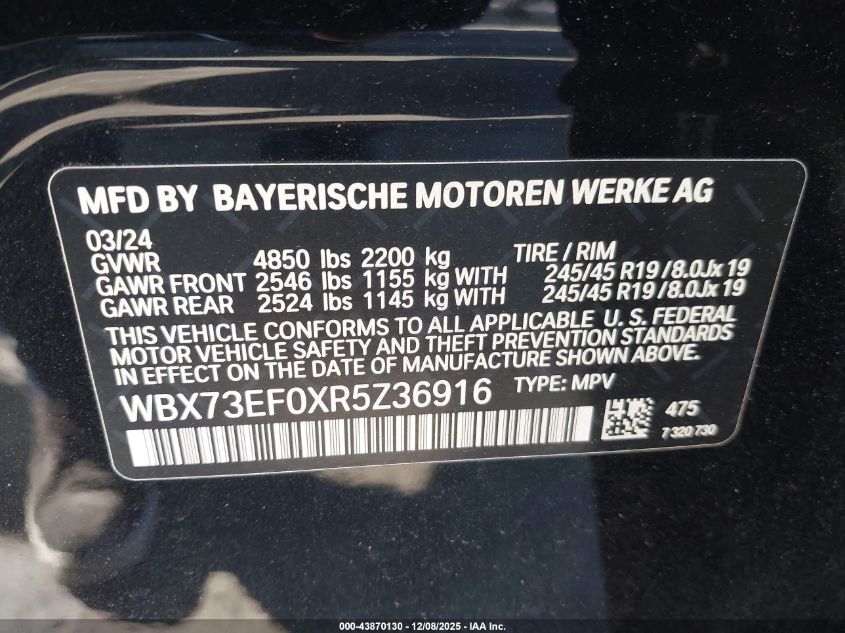 MFD BY BAYERISCHE MOTOREN WERKE AG
03/24
GVWR 4850 lbs 2200 kg TIRE / RIM
GAWR FRONT 2546 lbs 1155 kg WITH 245/45 R19 /8.0Jx19
GAWR REAR 2524 lbs 1145 kg WITH 245/45 R19 /8.0Jx19
THIS VEHICLE CONFORMS TO ALL APPLICABLE U. S. FEDERAL
MOTOR VEHICLE SAFETY AND THEFT PREVENTION STANDARDS
IN EFFECT ON THE DATE OF MANUFACTURE SHOWN ABOVE.
WBX73EF0XR5Z36916 TYPE: MPV
475
7 320 730
000-43870130 - 12/08/2025 - IAA Inc.